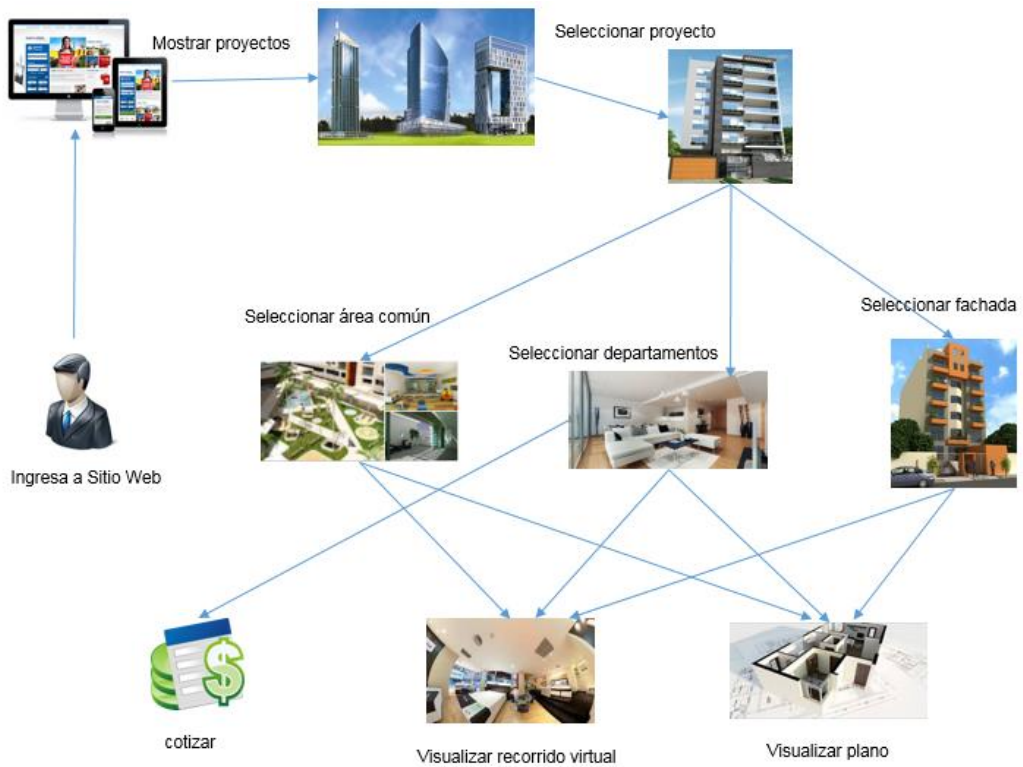 Mostrar proyectos
Seleccionar proyecto
Seleccionar área común
Seleccionar departamentos
Seleccionar fachada
Ingresa a Sitio Web
cotizar
Visualizar recorrido virtual
Visualizar plano